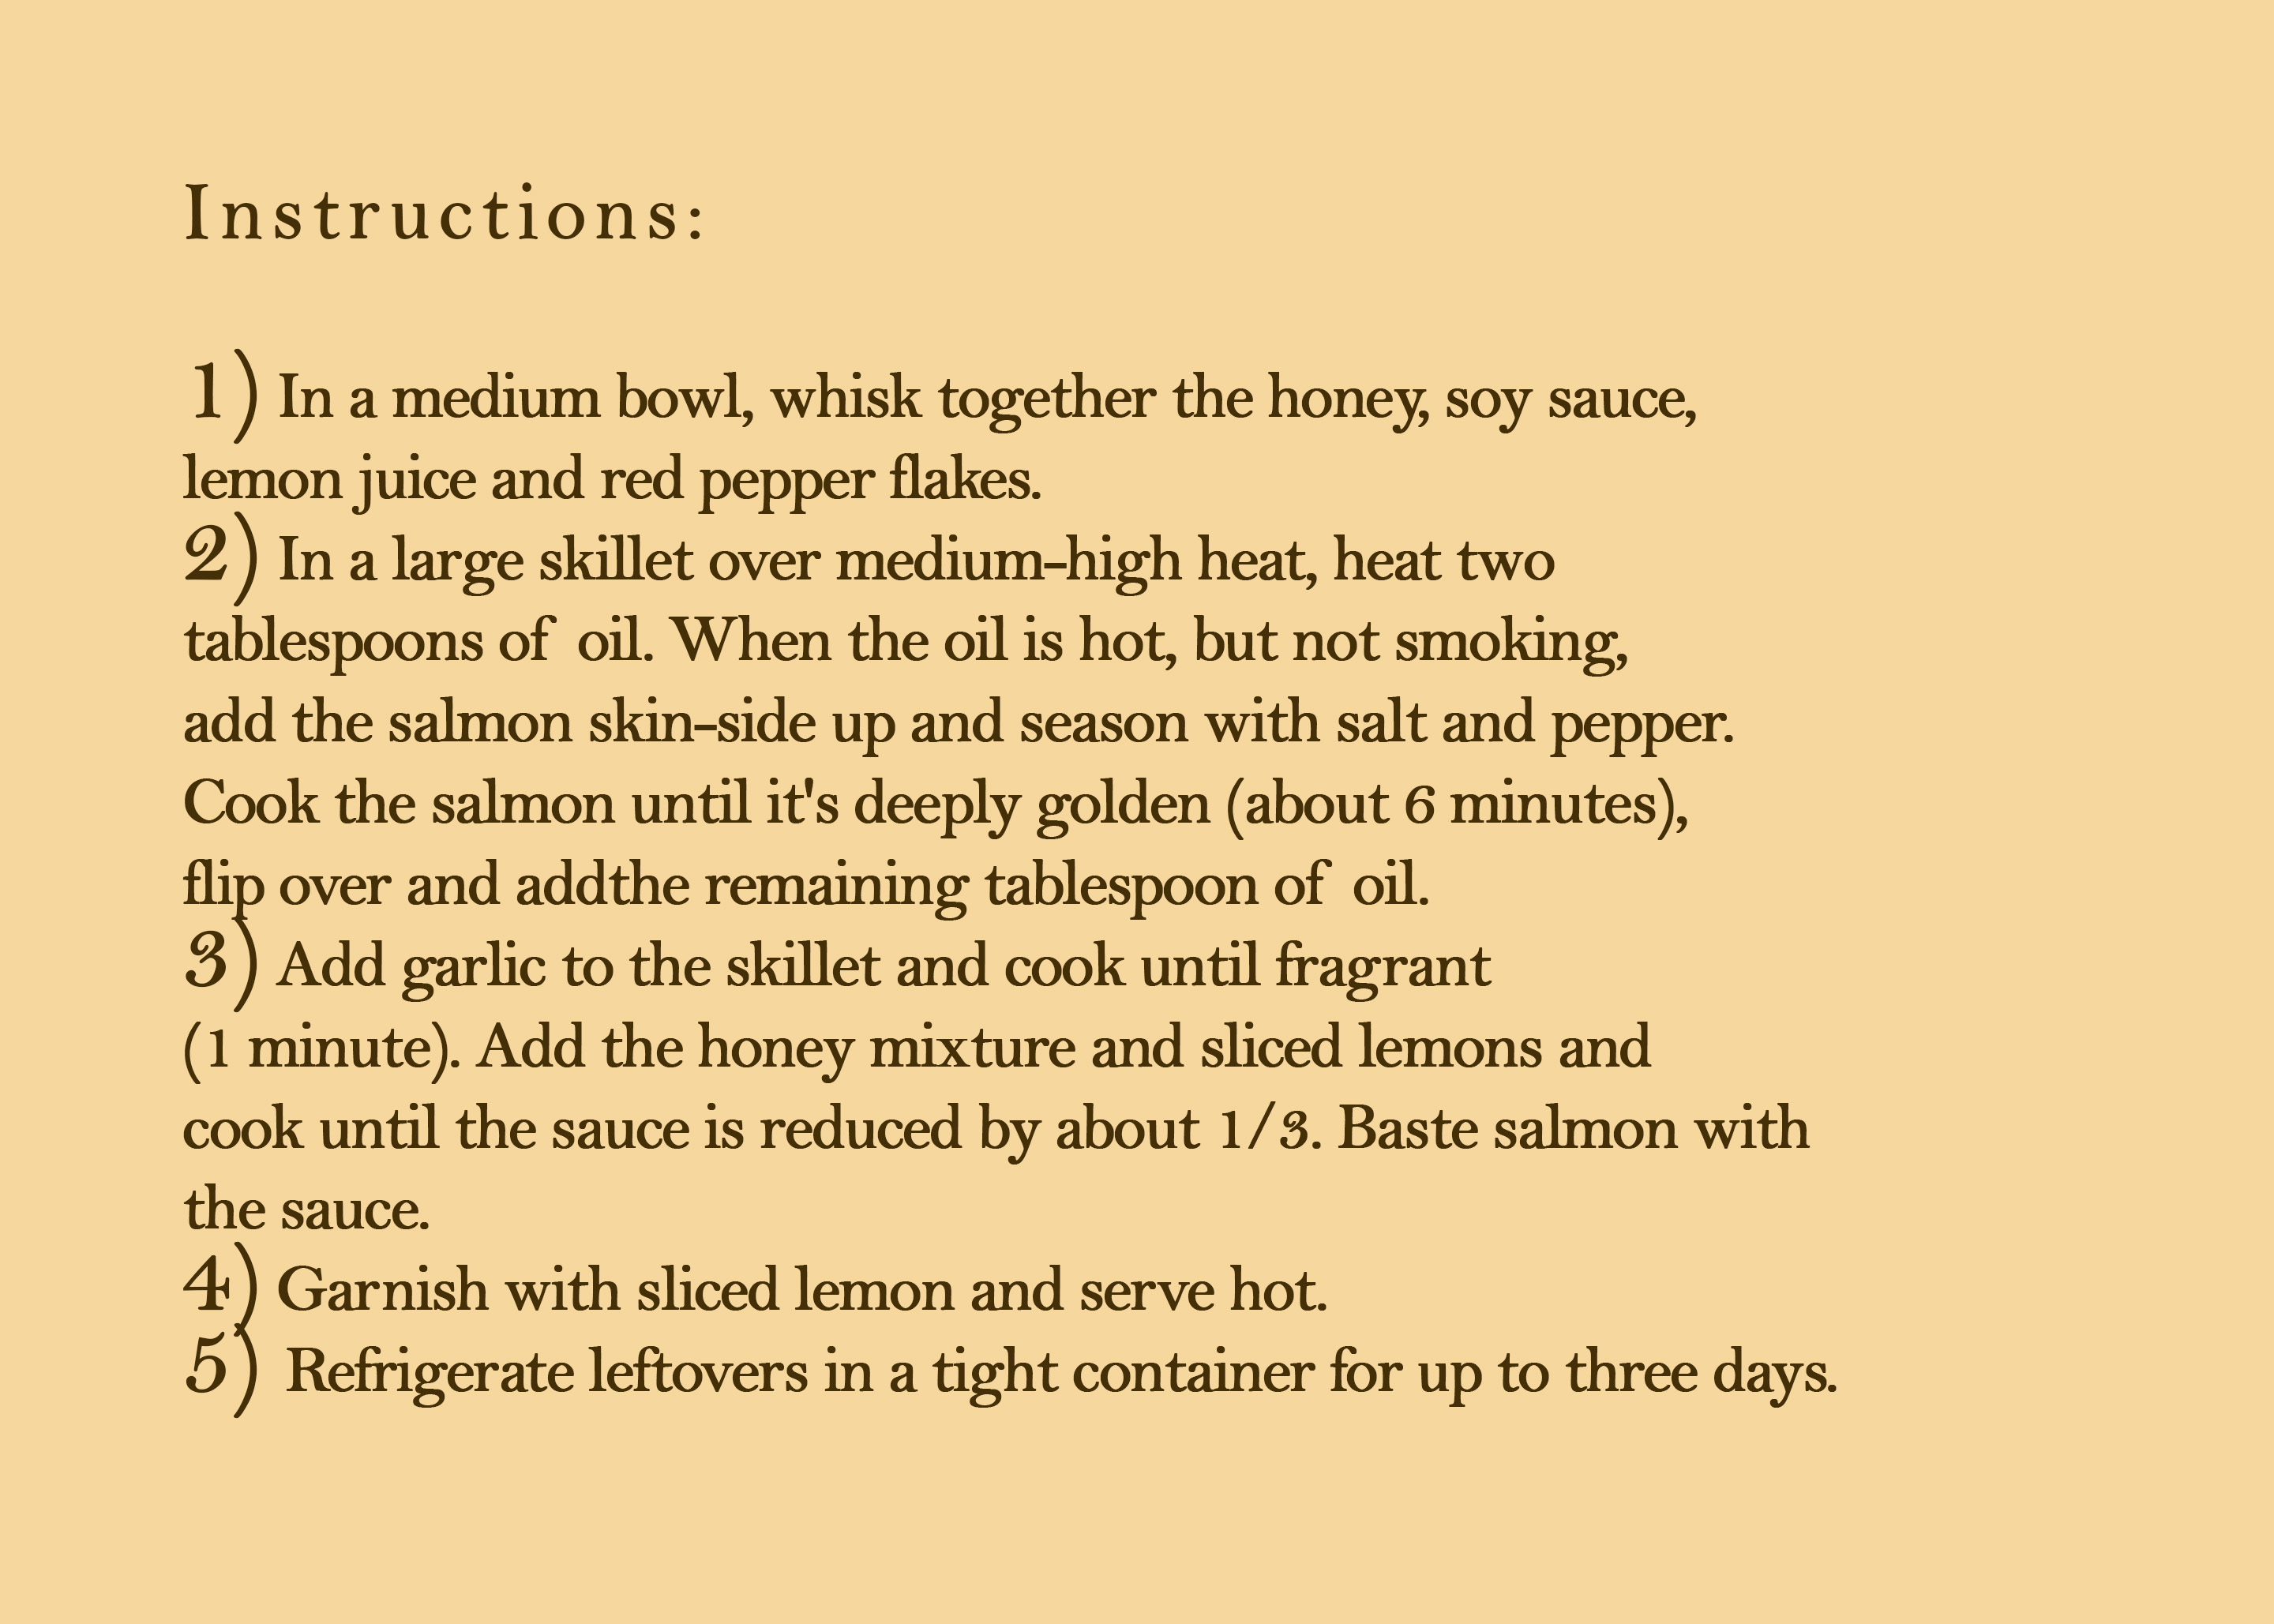 Instructions:
1) In a medium bowl, whisk together the honey, soy sauce,
lemon juice and red pepper flakes.
2) In a large skillet over medium-high heat, heat two
tablespoons of oil. When the oil is hot, but not smoking,
add the salmon skin-side up and season with salt and pepper.
Cook the salmon until it's deeply golden (about 6 minutes),
flip over and addthe remaining tablespoon of oil.
3) Add garlic to the skillet and cook until fragrant
(1 minute). Add the honey mixture and sliced lemons and
cook until the sauce is reduced by about 1/3. Baste salmon with
the sauce.
4) Garnish with sliced lemon and serve hot.
5) Refrigerate leftovers in a tight container for up to three days.